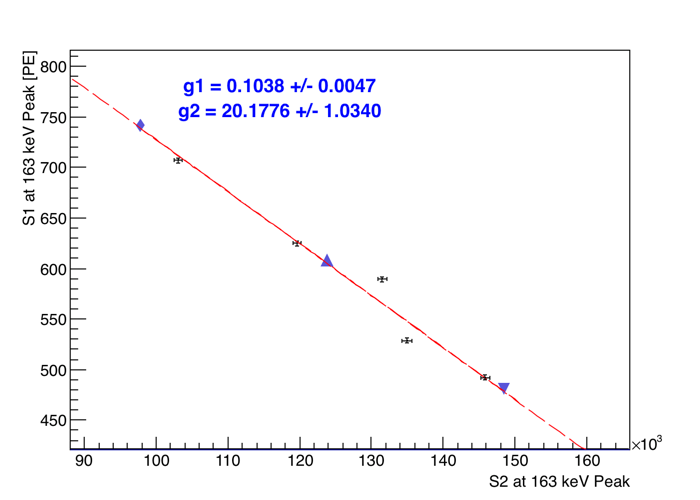 g1 = 0.1038 +/- 0.0047
g2 = 20.1776 +/- 1.0340
S1 at 163 keV Peak [PE]
800
750
700
650
600
550
500
450
90 100 110 120 130 140 150 160
×10³
S2 at 163 keV Peak